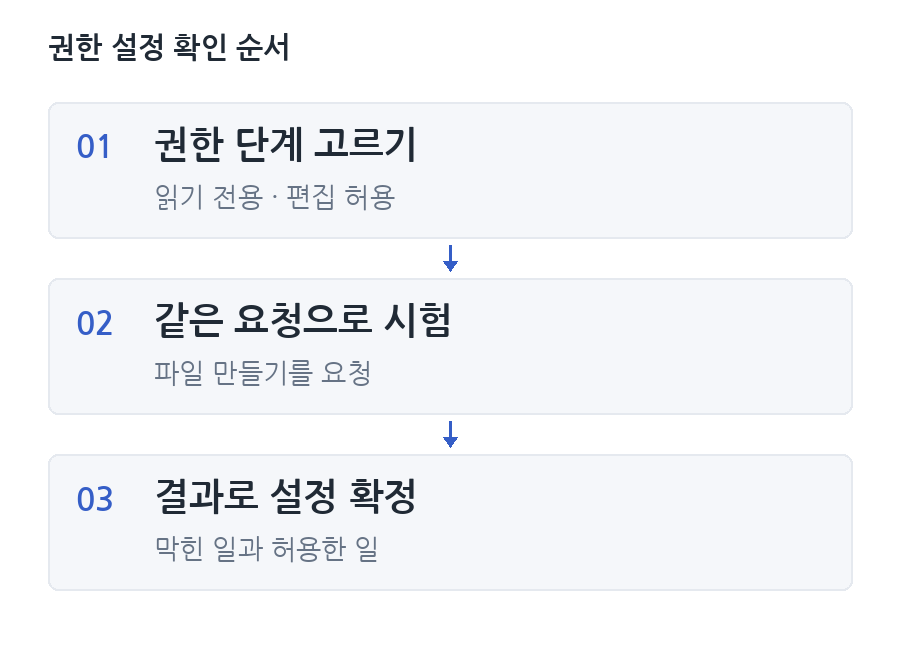 권한 설정 확인 순서
01 권한 단계 고르기
읽기 전용 · 편집 허용
02 같은 요청으로 시험
파일 만들기를 요청
03 결과로 설정 확정
막힌 일과 허용한 일